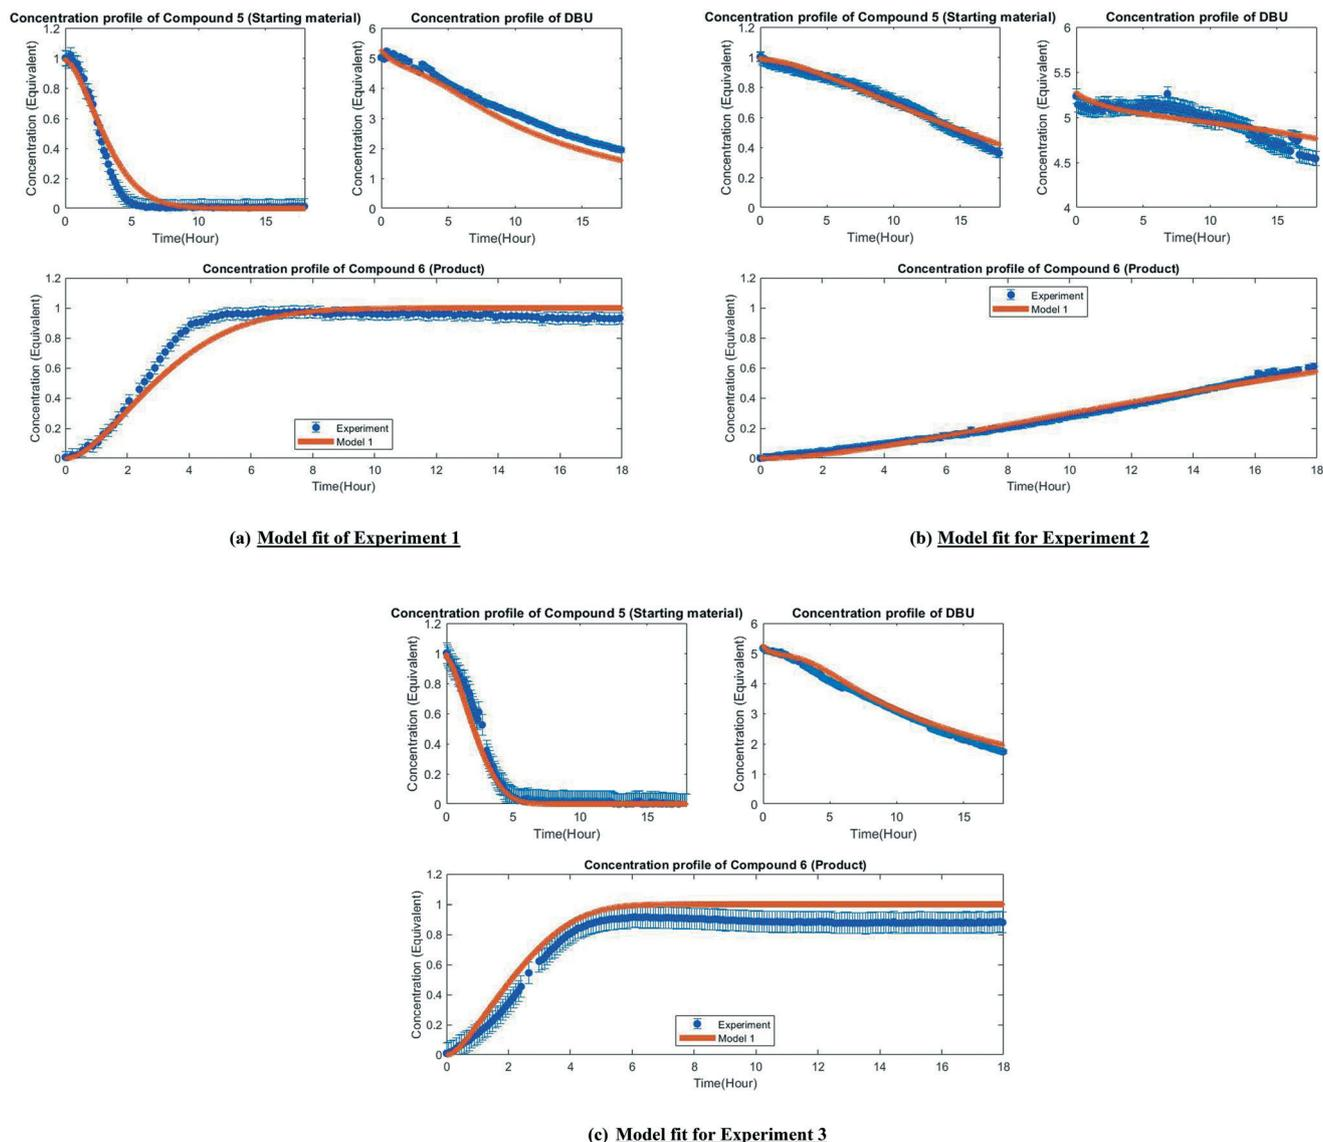 Concentration profile of Compound 5 (Starting material)
Concentration (Equivalent)
1.2
1
0.8
0.6
0.4
0.2
0
0 5 10 15
Time(Hour)
Concentration profile of DBU
Concentration (Equivalent)
6
5
4
3
2
1
0
0 5 10 15
Time(Hour)
Concentration profile of Compound 6 (Product)
Concentration (Equivalent)
1.2
1
0.8
0.6
0.4
0.2
0
Experiment
Model 1
0 2 4 6 8 10 12 14 16 18
Time(Hour)
(a) Model fit of Experiment 1
Concentration profile of Compound 5 (Starting material)
Concentration (Equivalent)
1.2
1
0.8
0.6
0.4
0.2
0
0 5 10 15
Time(Hour)
Concentration profile of DBU
Concentration (Equivalent)
6
5.5
5
4.5
4
0 5 10 15
Time(Hour)
Concentration profile of Compound 6 (Product)
Concentration (Equivalent)
1.2
1
0.8
0.6
0.4
0.2
0
Experiment
Model 1
0 2 4 6 8 10 12 14 16 18
Time(Hour)
(b) Model fit for Experiment 2
Concentration profile of Compound 5 (Starting material)
Concentration (Equivalent)
1.2
1
0.8
0.6
0.4
0.2
0
0 5 10 15
Time(Hour)
Concentration profile of DBU
Concentration (Equivalent)
6
5
4
3
2
1
0
0 5 10 15
Time(Hour)
Concentration profile of Compound 6 (Product)
Concentration (Equivalent)
1.2
1
0.8
0.6
0.4
0.2
0
Experiment
Model 1
0 2 4 6 8 10 12 14 16 18
Time(Hour)
(c) Model fit for Experiment 3